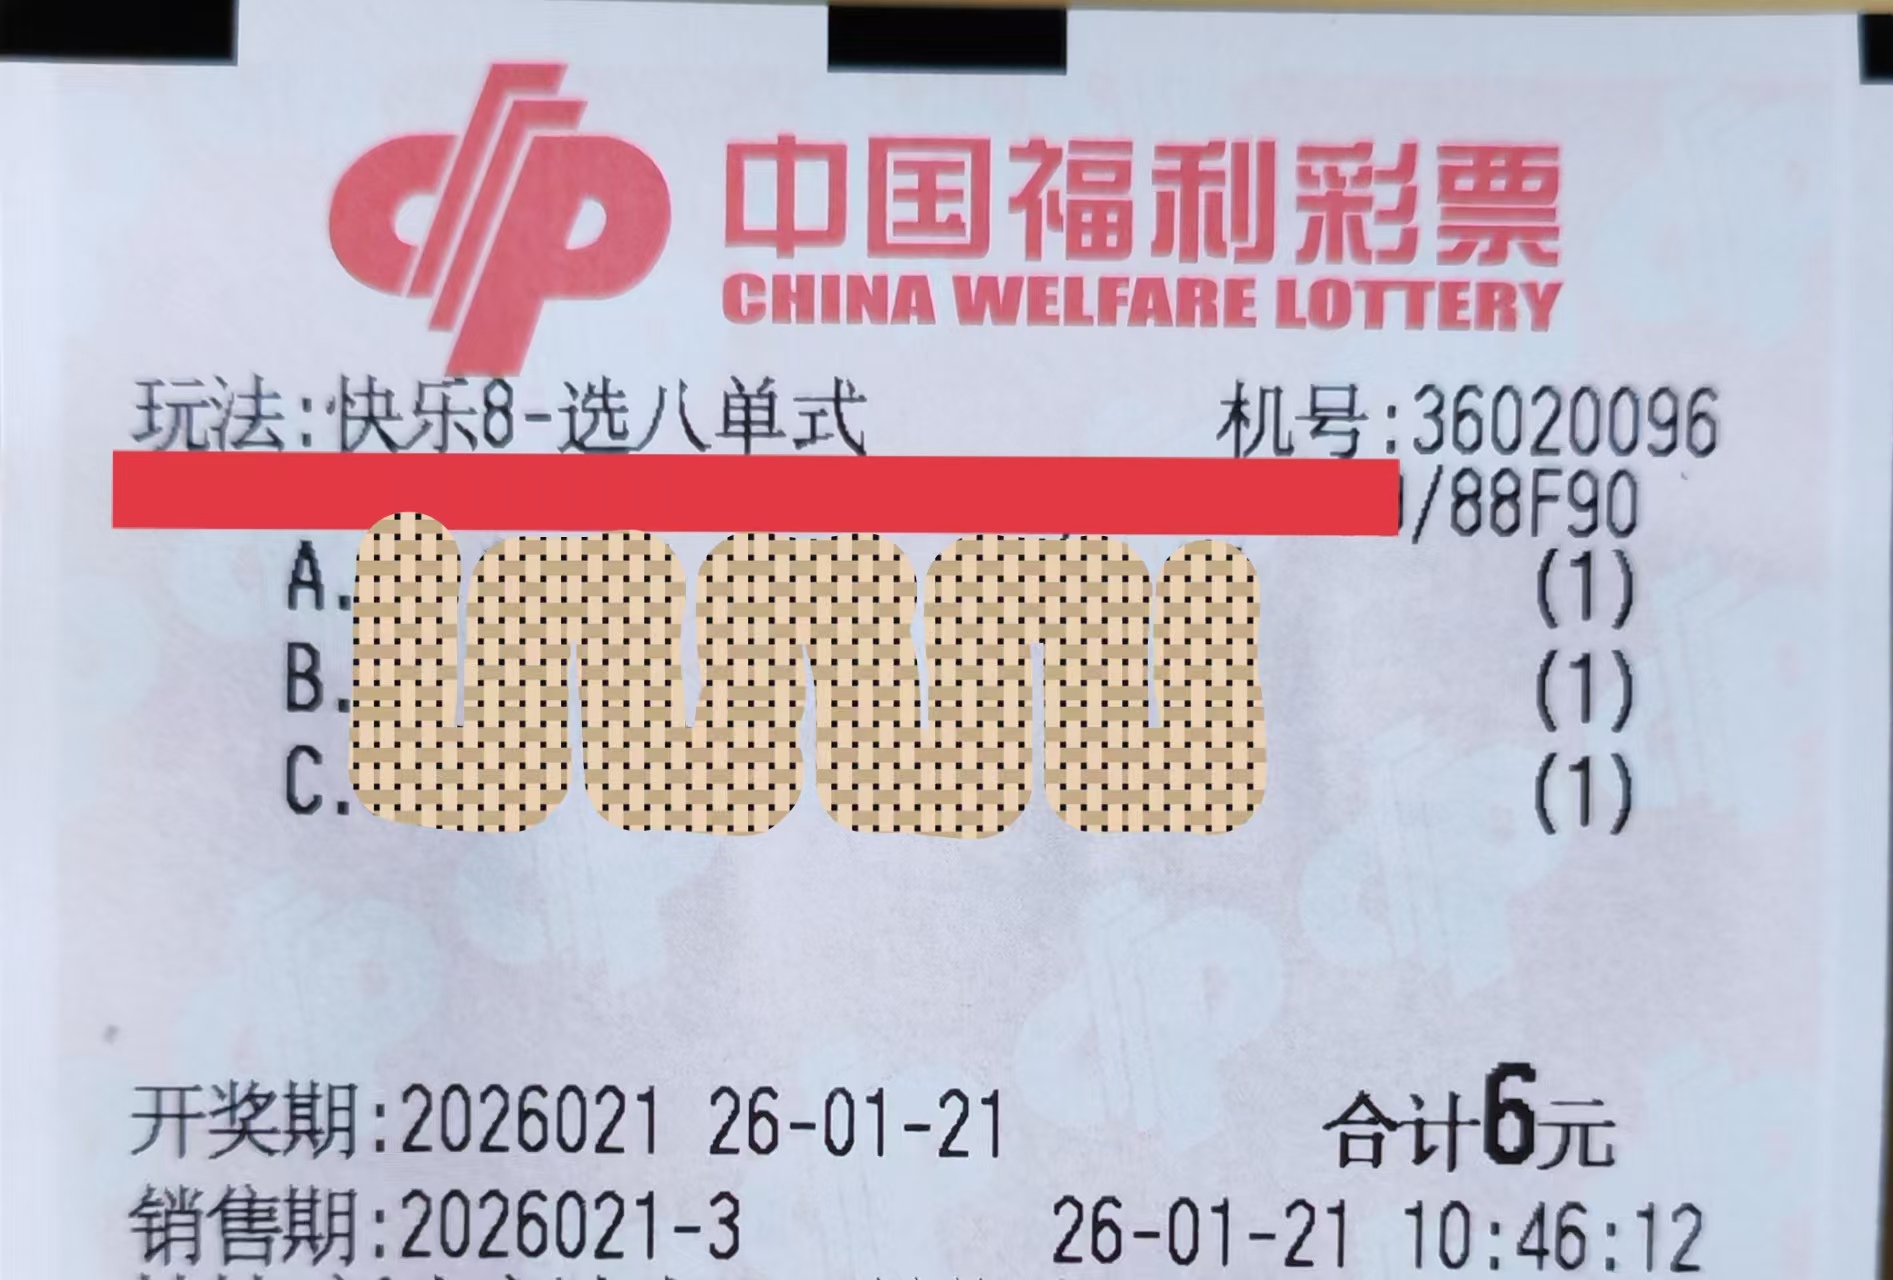 中国福利彩票
CHINA WELFARE LOTTERY
玩法:快乐8-选八单式 机号:36020096
/88F90
A. (1)
B. (1)
C. (1)
开奖期:2026021 26-01-21 合计6元
销售期:2026021-3 26-01-21 10:46:12